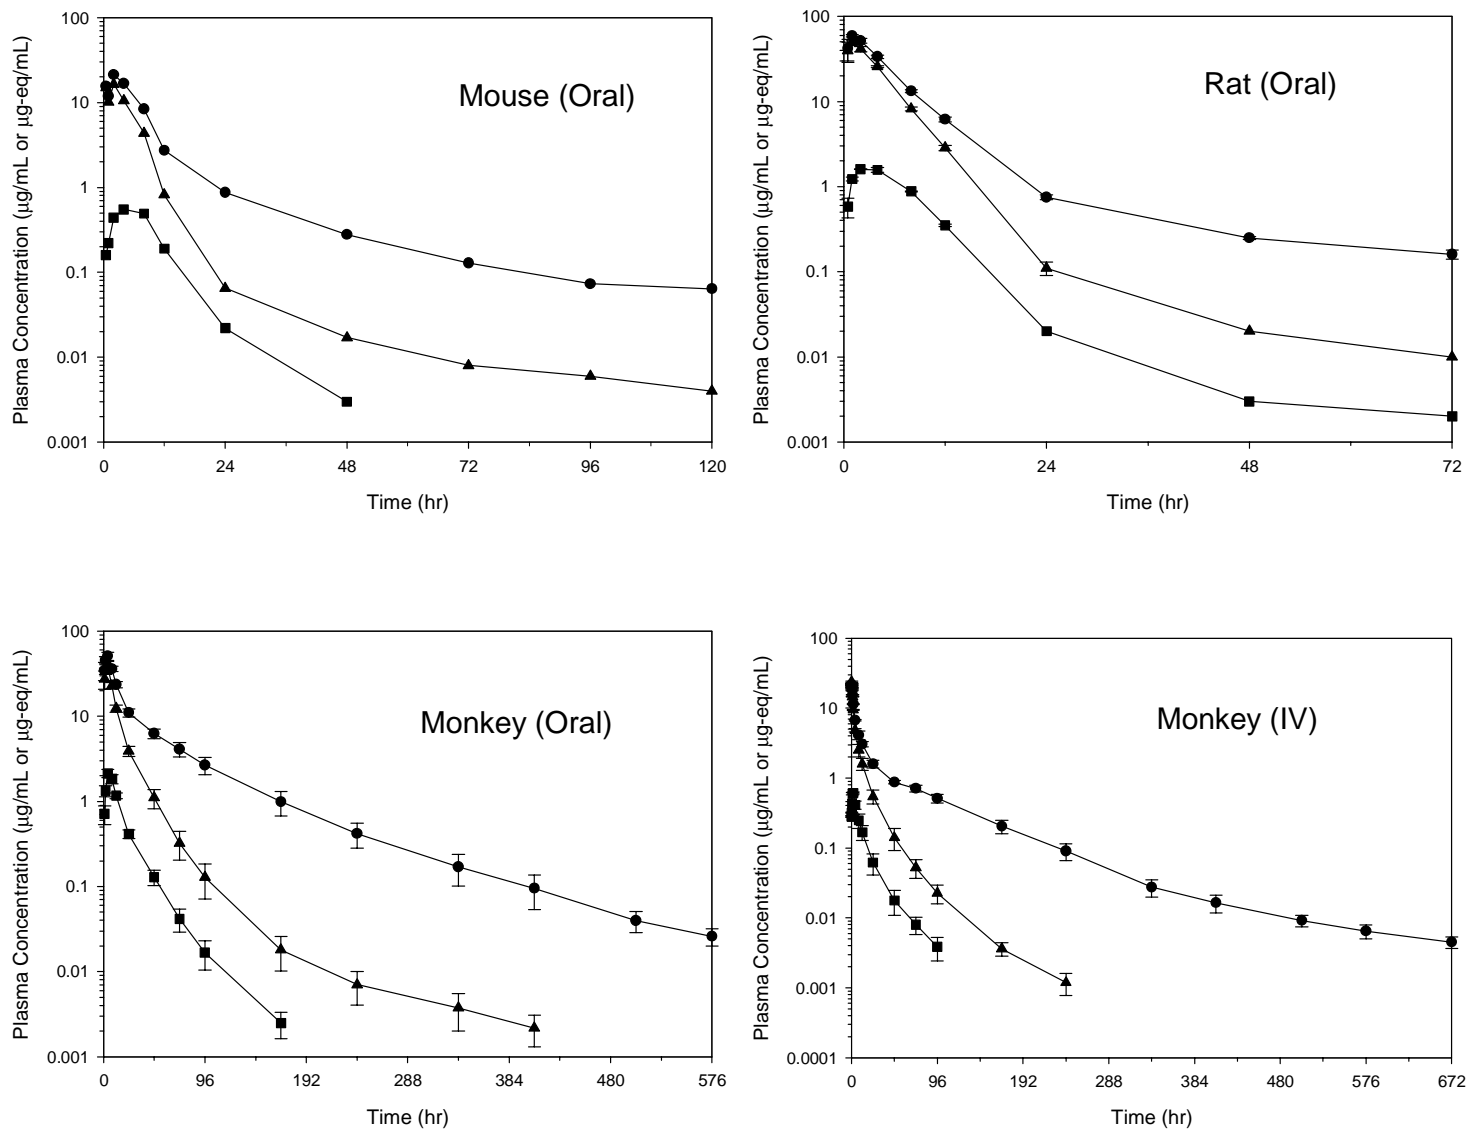 Plasma Concentration (μg/mL or μg-eq/mL)
Mouse (Oral)
100
10
1
0.1
0.01
0.001
0 24 48 72 96 120
Time (hr)
Plasma Concentration (μg/mL or μg-eq/mL)
Rat (Oral)
100
10
1
0.1
0.01
0.001
0 24 48 72
Time (hr)
Plasma Concentration (μg/mL or μg-eq/mL)
Monkey (Oral)
100
10
1
0.1
0.01
0.001
0 96 192 288 384 480 576
Time (hr)
Plasma Concentration (μg/mL or μg-eq/mL)
Monkey (IV)
100
10
1
0.1
0.01
0.001
0.0001
0 96 192 288 384 480 576 672
Time (hr)